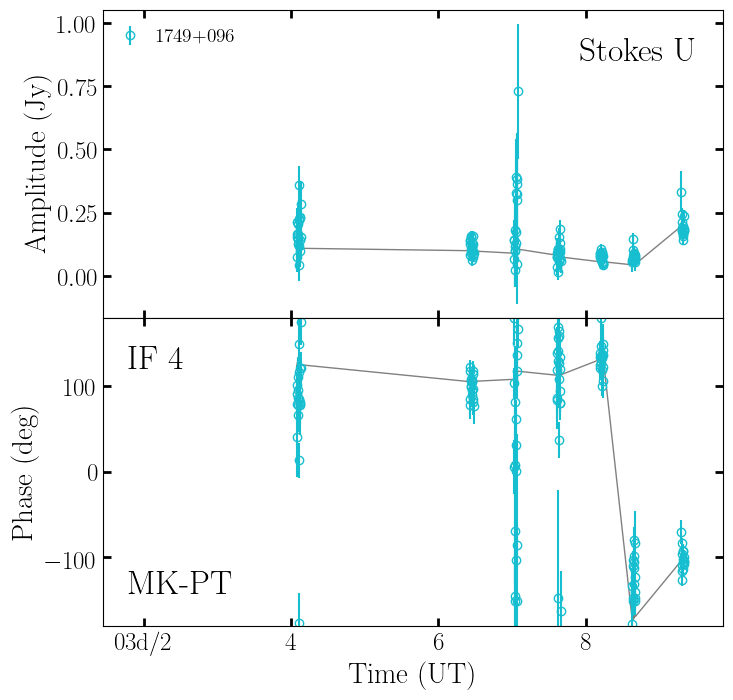 1749+096
Stokes U
1.00
0.75
0.50
0.25
0.00
Amplitude (Jy)
IF 4
100
0
−100
Phase (deg)
MK-PT
03d/2 4 6 8
Time (UT)